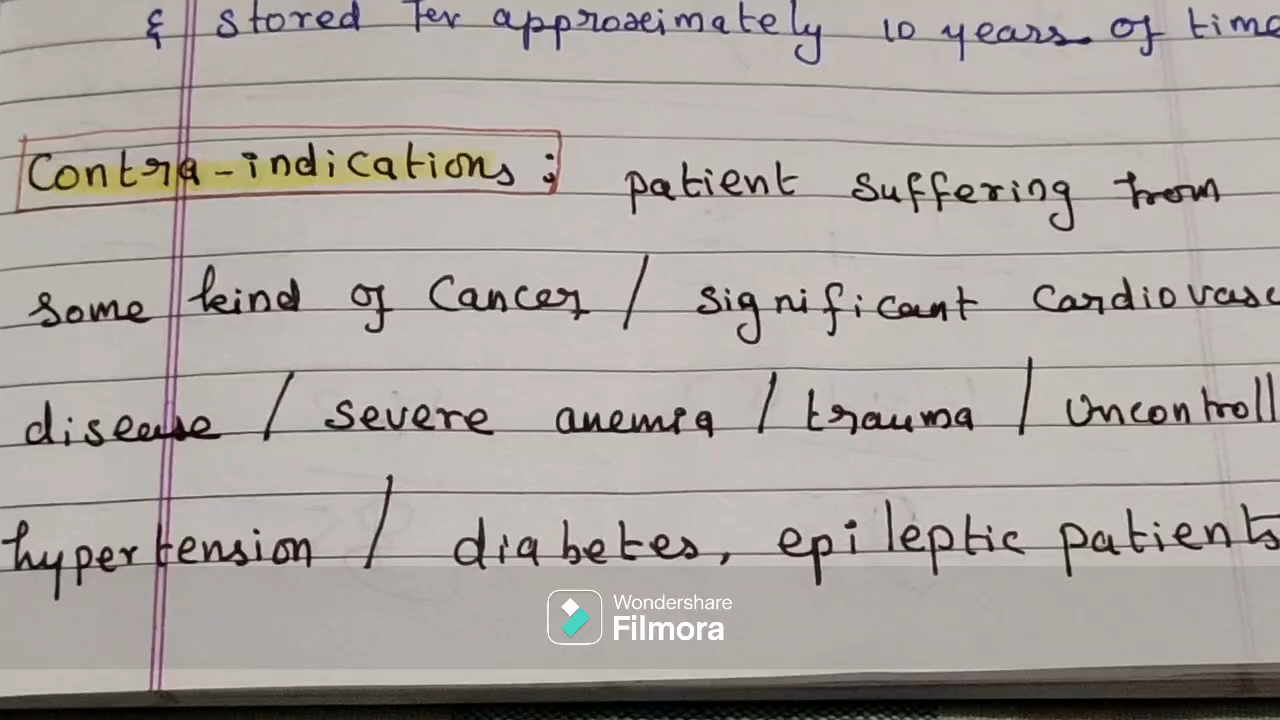 & stored for approximately 10 years of time
Contra-indications: patient suffering from
some kind of Cancer / significant Cardiovasc
disease / severe anemia / trauma / Uncontroll
hypertension / diabetes, epileptic patients
Wondershare
Filmora